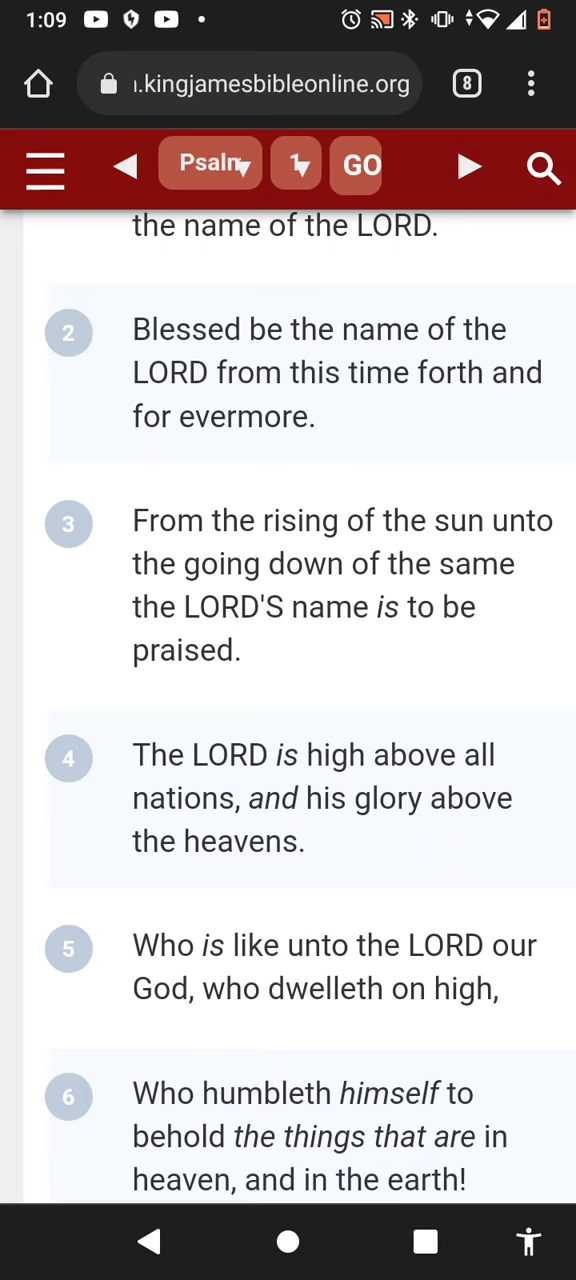 1:09
.kingjamesbibleonline.org
8
Psaln
1
GO
the name of the LORD.
2
Blessed be the name of the
LORD from this time forth and
for evermore.
3
From the rising of the sun unto
the going down of the same
the LORD'S name is to be
praised.
4
The LORD is high above all
nations, and his glory above
the heavens.
5
Who is like unto the LORD our
God, who dwelleth on high,
6
Who humbleth himself to
behold the things that are in
heaven, and in the earth!